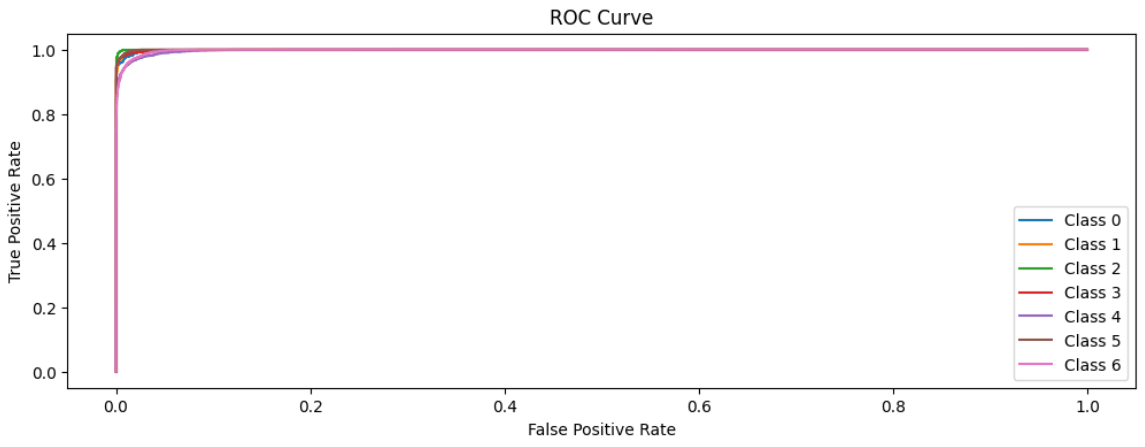 ROC Curve
True Positive Rate
1.0
0.8
0.6
0.4
0.2
0.0
Class 0
Class 1
Class 2
Class 3
Class 4
Class 5
Class 6
0.0 0.2 0.4 0.6 0.8 1.0
False Positive Rate